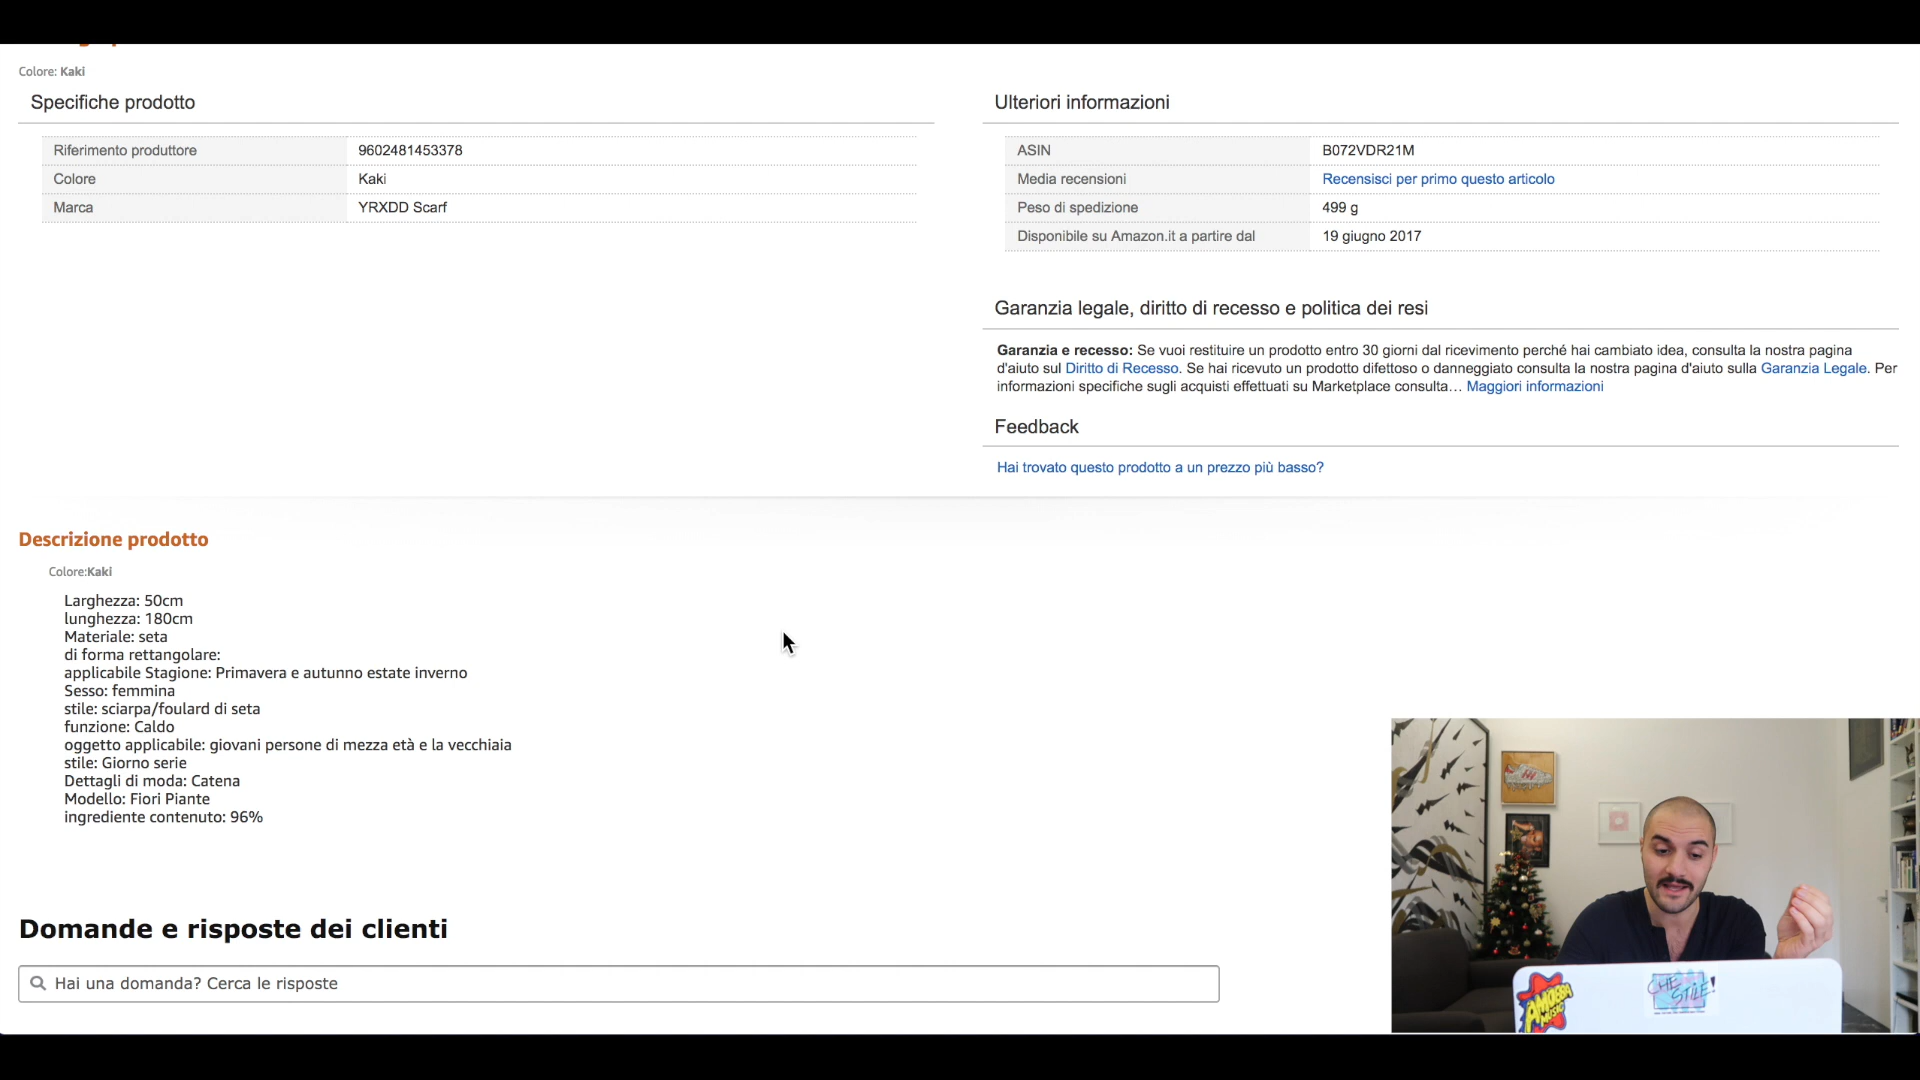 Colore: Kaki
Specifiche prodotto
Riferimento produttore 9602481453378
Colore Kaki
Marca YRXDD Scarf
Ulteriori informazioni
ASIN B072VDR21M
Media recensioni Recensisci per primo questo articolo
Peso di spedizione 499 g
Disponibile su Amazon.it a partire dal 19 giugno 2017
Garanzia legale, diritto di recesso e politica dei resi
Garanzia e recesso: Se vuoi restituire un prodotto entro 30 giorni dal ricevimento perché hai cambiato idea, consulta la nostra pagina
d'aiuto sul Diritto di Recesso. Se hai ricevuto un prodotto difettoso o danneggiato consulta la nostra pagina d'aiuto sulla Garanzia Legale. Per
informazioni specifiche sugli acquisti effettuati su Marketplace consulta… Maggiori informazioni
Feedback
Hai trovato questo prodotto a un prezzo più basso?
Descrizione prodotto
Colore:Kaki
Larghezza: 50cm
lunghezza: 180cm
Materiale: seta
di forma rettangolare:
applicabile Stagione: Primavera e autunno estate inverno
Sesso: femmina
stile: sciarpa/foulard di seta
funzione: Caldo
oggetto applicabile: giovani persone di mezza età e la vecchiaia
stile: Giorno serie
Dettagli di moda: Catena
Modello: Fiori Piante
ingrediente contenuto: 96%
Domande e risposte dei clienti
Hai una domanda? Cerca le risposte
AMOEBA
MUSIC
CHE
STILE!